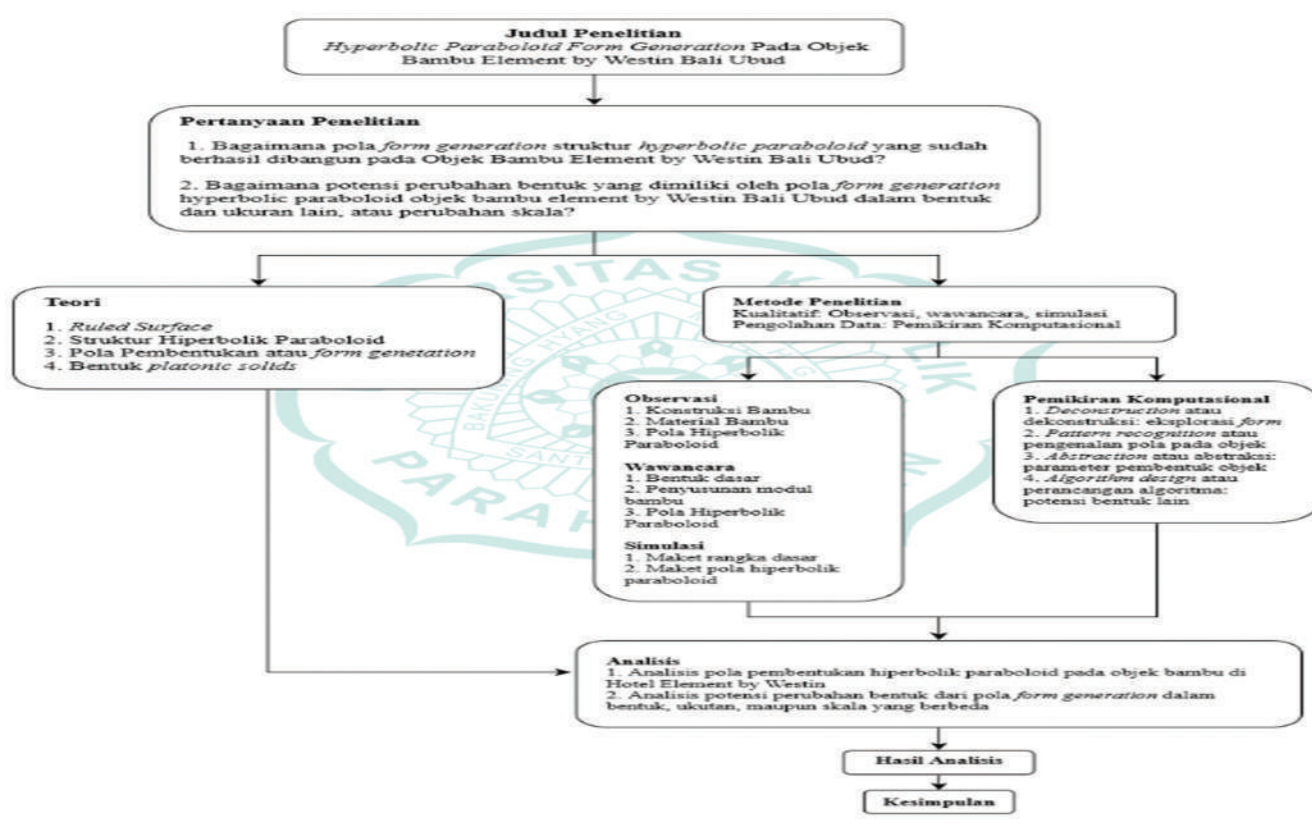 Judul Penelitian
Hyperbolic Paraboloid Form Generation Pada Objek
Bambu Element by Westin Bali Ubud
Pertanyaan Penelitian
1. Bagaimana pola form generation struktur hyperbolic paraboloid yang sudah
berhasil dibangun pada Objek Bambu Element by Westin Bali Ubud?
2. Bagaimana potensi perubahan bentuk yang dimiliki oleh pola form generation
hyperbolic paraboloid objek bambu element by Westin Bali Ubud dalam bentuk
dan ukuran lain, atau perubahan skala?
Teori
1. Ruled Surface
2. Struktur Hiperbolik Paraboloid
3. Pola Pembentukan atau form genetation
4. Bentuk platonic solids
Metode Penelitian
Kualitatif: Observasi, wawancara, simulasi
Pengolahan Data: Pemikiran Komputasional
Observasi
1. Konstruksi Bambu
2. Material Bambu
3. Pola Hiperbolik
Paraboloid
Wawancara
1. Bentuk dasar
2. Penyusunan modul
bambu
3. Pola Hiperbolik
Paraboloid
Simulasi
1. Maket rangka dasar
2. Maket pola hiperbolik
paraboloid
Pemikiran Komputasional
1. Deconstruction atau
dekonstruksi: eksplorasi form
2. Pattern recognition atau
pengenalan pola pada objek
3. Abstraction atau abstraksi:
parameter pembentuk objek
4. Algorithm design atau
perancangan algoritma:
potensi bentuk lain
Analisis
1. Analisis pola pembentukan hiperbolik paraboloid pada objek bambu di
Hotel Element by Westin
2. Analisis potensi perubahan bentuk dari pola form generation dalam
bentuk, ukutan, maupun skala yang berbeda
Hasil Analisis
Kesimpulan